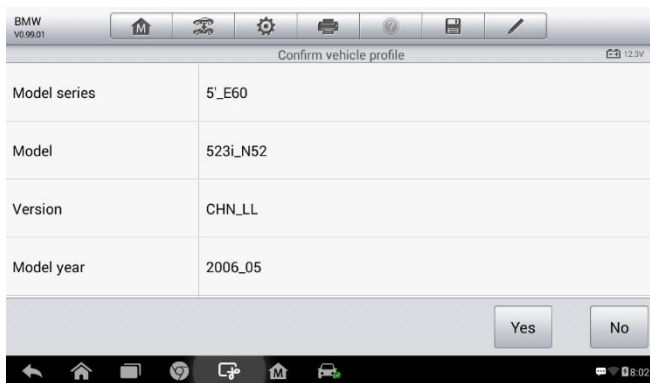 BMW
V0.99.01
M
?
Confirm vehicle profile
12.3V
Model series 5'_E60
Model 523i_N52
Version CHN_LL
Model year 2006_05
Yes No
M 8:02